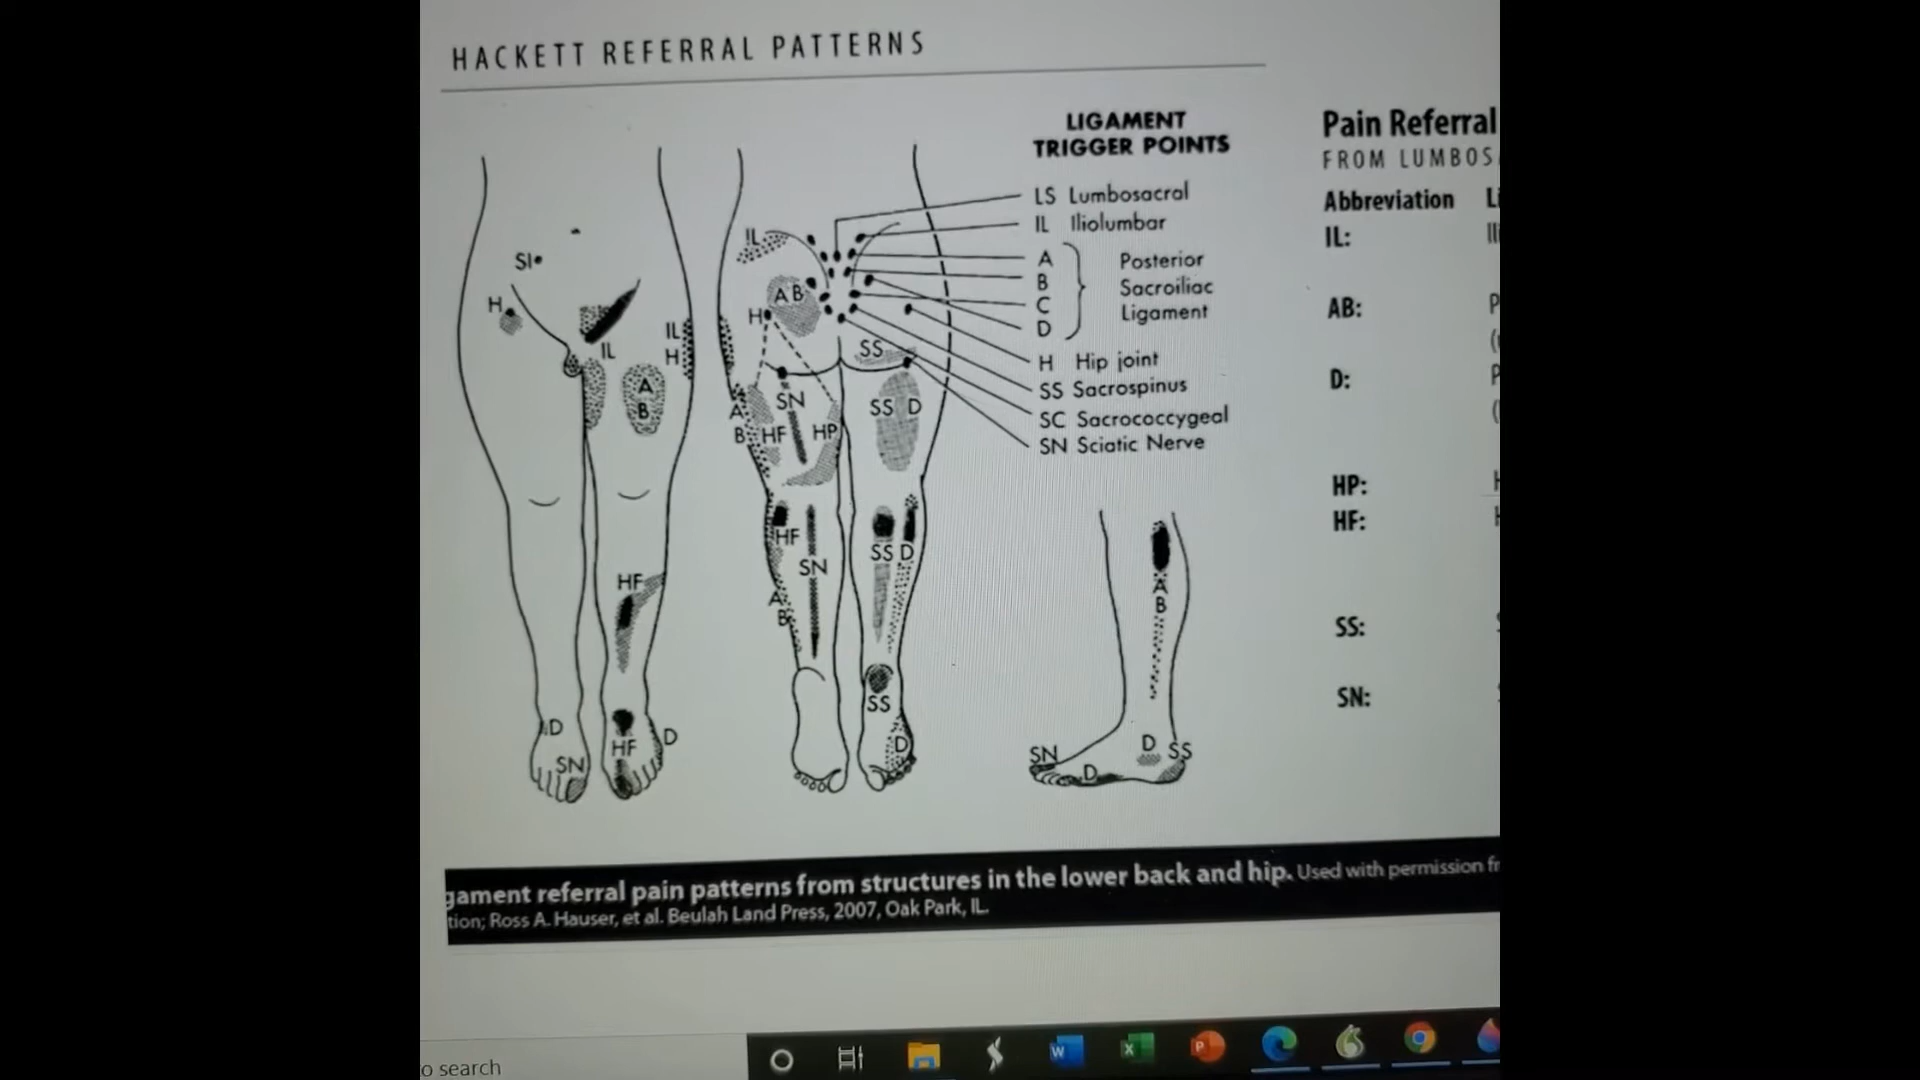 HACKETT REFERRAL PATTERNS
LIGAMENT
TRIGGER POINTS
LS Lumbosacral
IL Iliolumbar
A
B
C
D
Posterior
Sacroiliac
Ligament
H Hip joint
SS Sacrospinus
SC Sacrococcygeal
SN Sciatic Nerve
SI
H
IL
IL
H
A
B
HF
D
SN
HF
D
IL
AB
H
SS
SN
A
B
HF
HP
SS D
HF
SN
SS D
A
B
SS
D
A
B
SN
D
D
SS
Pain Referral
FROM LUMBOS
Abbreviation
IL:
AB:
D:
HP:
HF:
SS:
SN:
gament referral pain patterns from structures in the lower back and hip. Used with permission fr
tion; Ross A. Hauser, et al. Beulah Land Press, 2007, Oak Park, IL.
o search